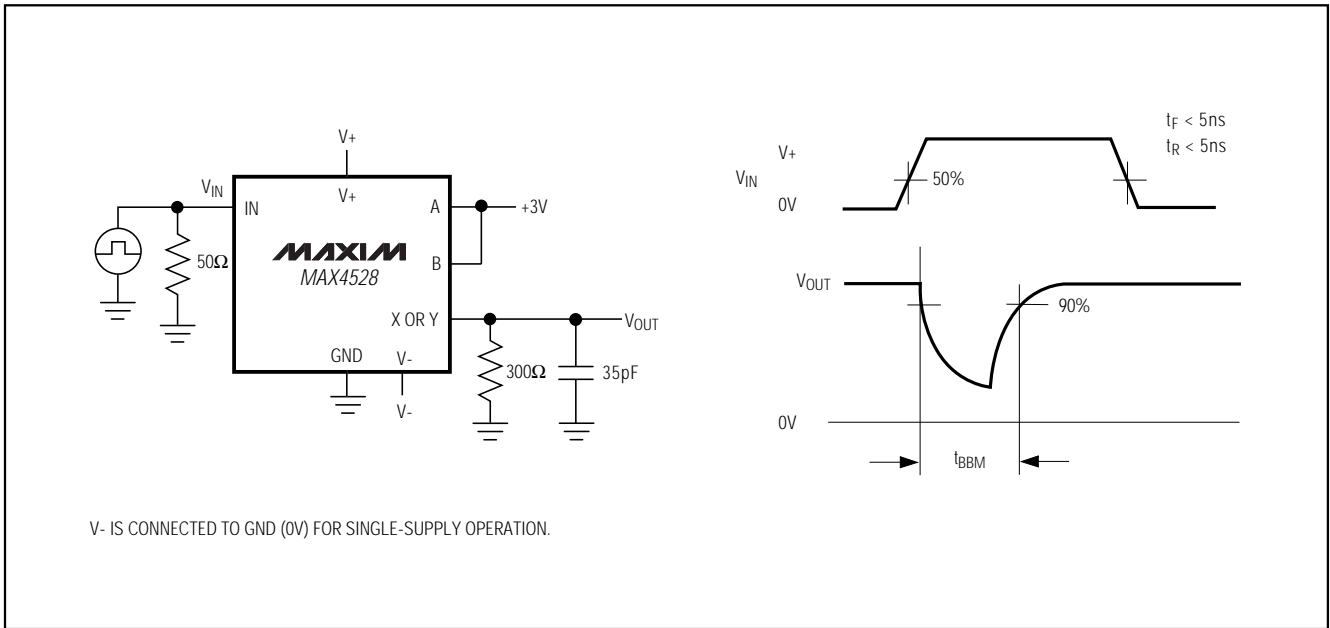 V+
V+
VIN
IN
A
+3V
50Ω
MAXIM
MAX4528
B
X OR Y
VOUT
GND
V-
V-
300Ω
35pF
V- IS CONNECTED TO GND (0V) FOR SINGLE-SUPPLY OPERATION.
tF < 5ns
tR < 5ns
V+
VIN
50%
0V
VOUT
90%
0V
tBBM